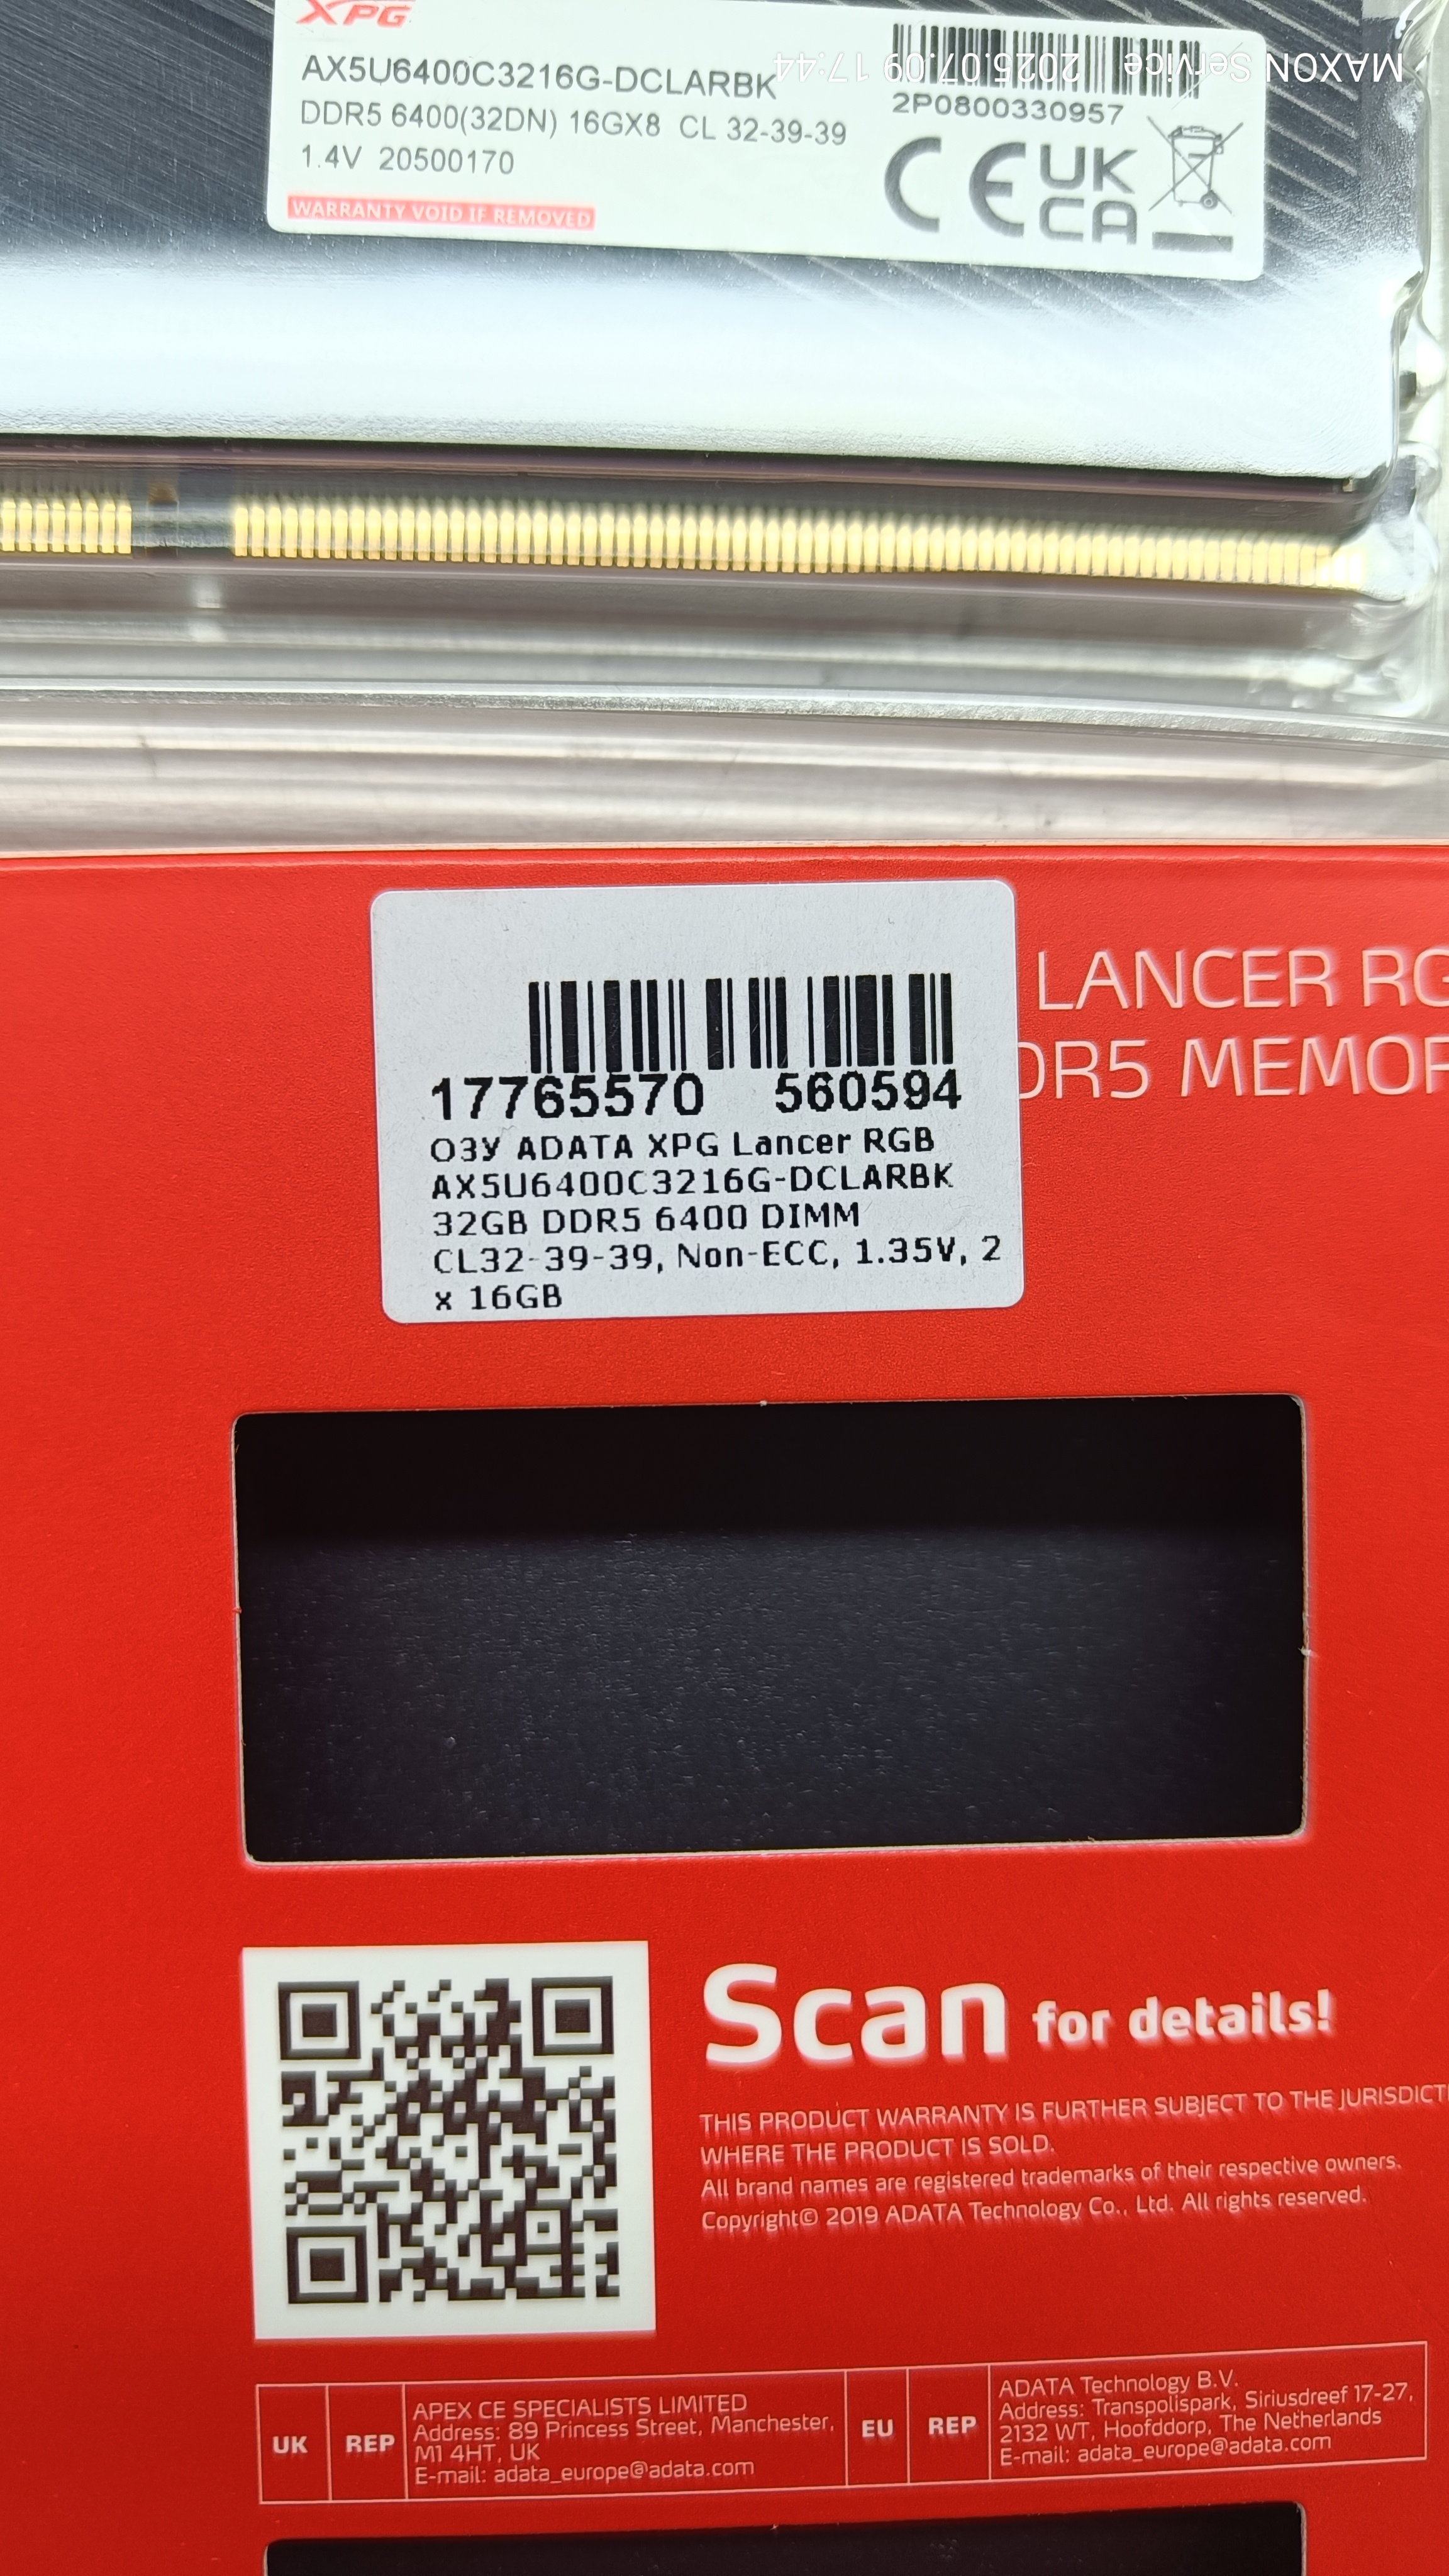 XPG
AX5U6400C3216G-DCLARBK
DDR5 6400(32DN) 16GX8 CL 32-39-39
1.4V 20500170
WARRANTY VOID IF REMOVED
2P0800330957
CE UK CA
MAXON Service 2025.07.09 17:44
LANCER RG
DR5 MEMOR
17765570 560594
ОЗУ ADATA XPG Lancer RGB
AX5U6400C3216G-DCLARBK
32GB DDR5 6400 DIMM
CL32-39-39, Non-ECC, 1.35V, 2
x 16GB
Scan for details!
THIS PRODUCT WARRANTY IS FURTHER SUBJECT TO THE JURISDICT
WHERE THE PRODUCT IS SOLD.
All brand names are registered trademarks of their respective owners.
Copyright© 2019 ADATA Technology Co., Ltd. All rights reserved.
UK REP
APEX CE SPECIALISTS LIMITED
Address: 89 Princess Street, Manchester,
M1 4HT, UK
E-mail: adata_europe@adata.com
EU REP
ADATA Technology B.V.
Address: Transpolispark, Siriusdreef 17-27,
2132 WT, Hoofddorp, The Netherlands
E-mail: adata_europe@adata.com